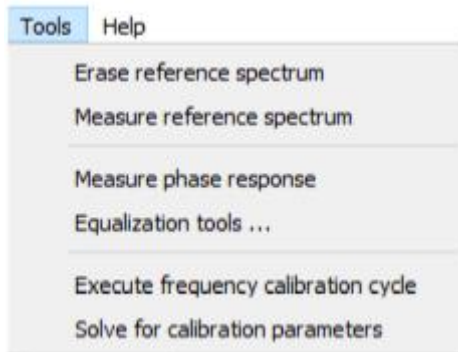 Tools Help
Erase reference spectrum
Measure reference spectrum
Measure phase response
Equalization tools ...
Execute frequency calibration cycle
Solve for calibration parameters